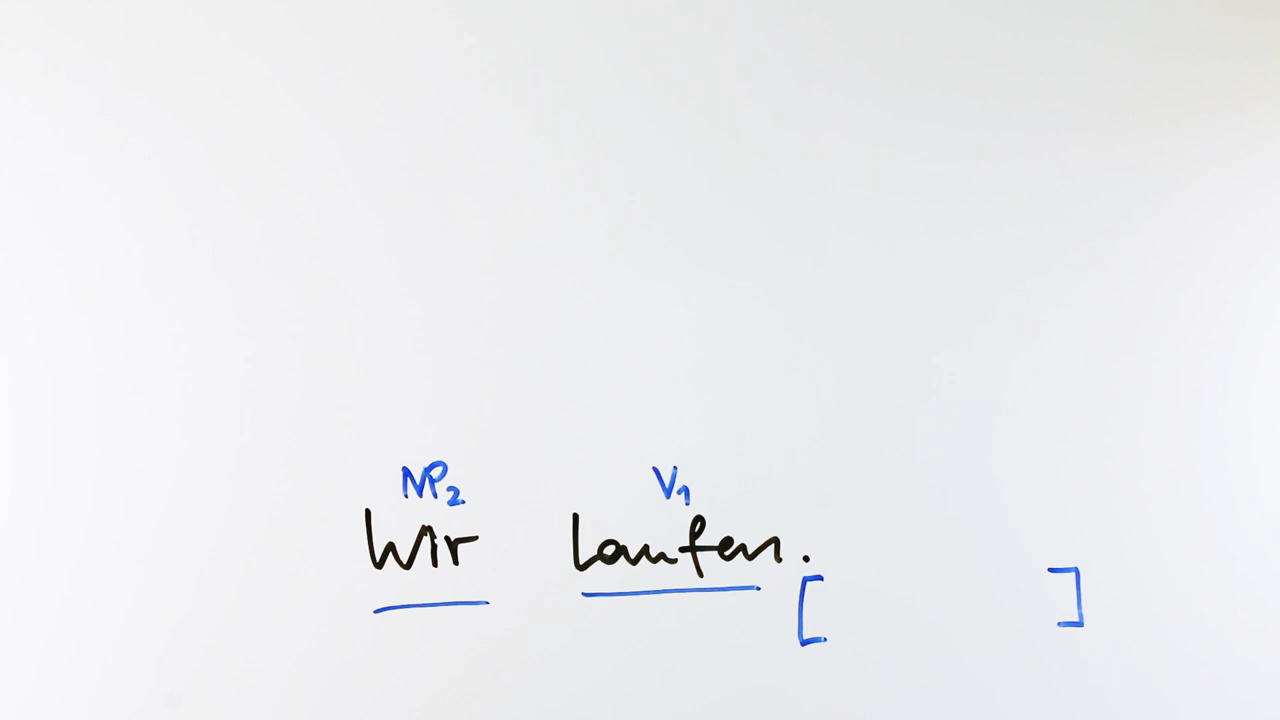 NP₂ V₁
Wir laufen.
[ ]